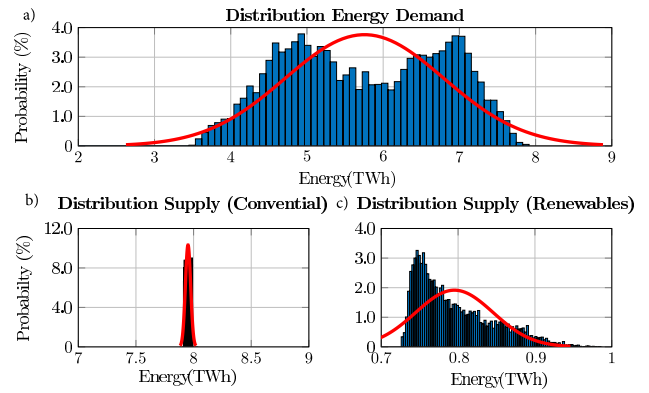 a)
Distribution Energy Demand
Probability (%)
4.0
3.0
2.0
1.0
0
2 3 4 5 6 7 8 9
Energy(TWh)
b)
Distribution Supply (Convential)
Probabilty (%)
12.0
8.0
4.0
0
7 7.5 8 8.5 9
Energy(TWh)
c)
Distribution Supply (Renewables)
4.0
3.0
2.0
1.0
0
0.7 0.8 0.9 1
Energy(TWh)